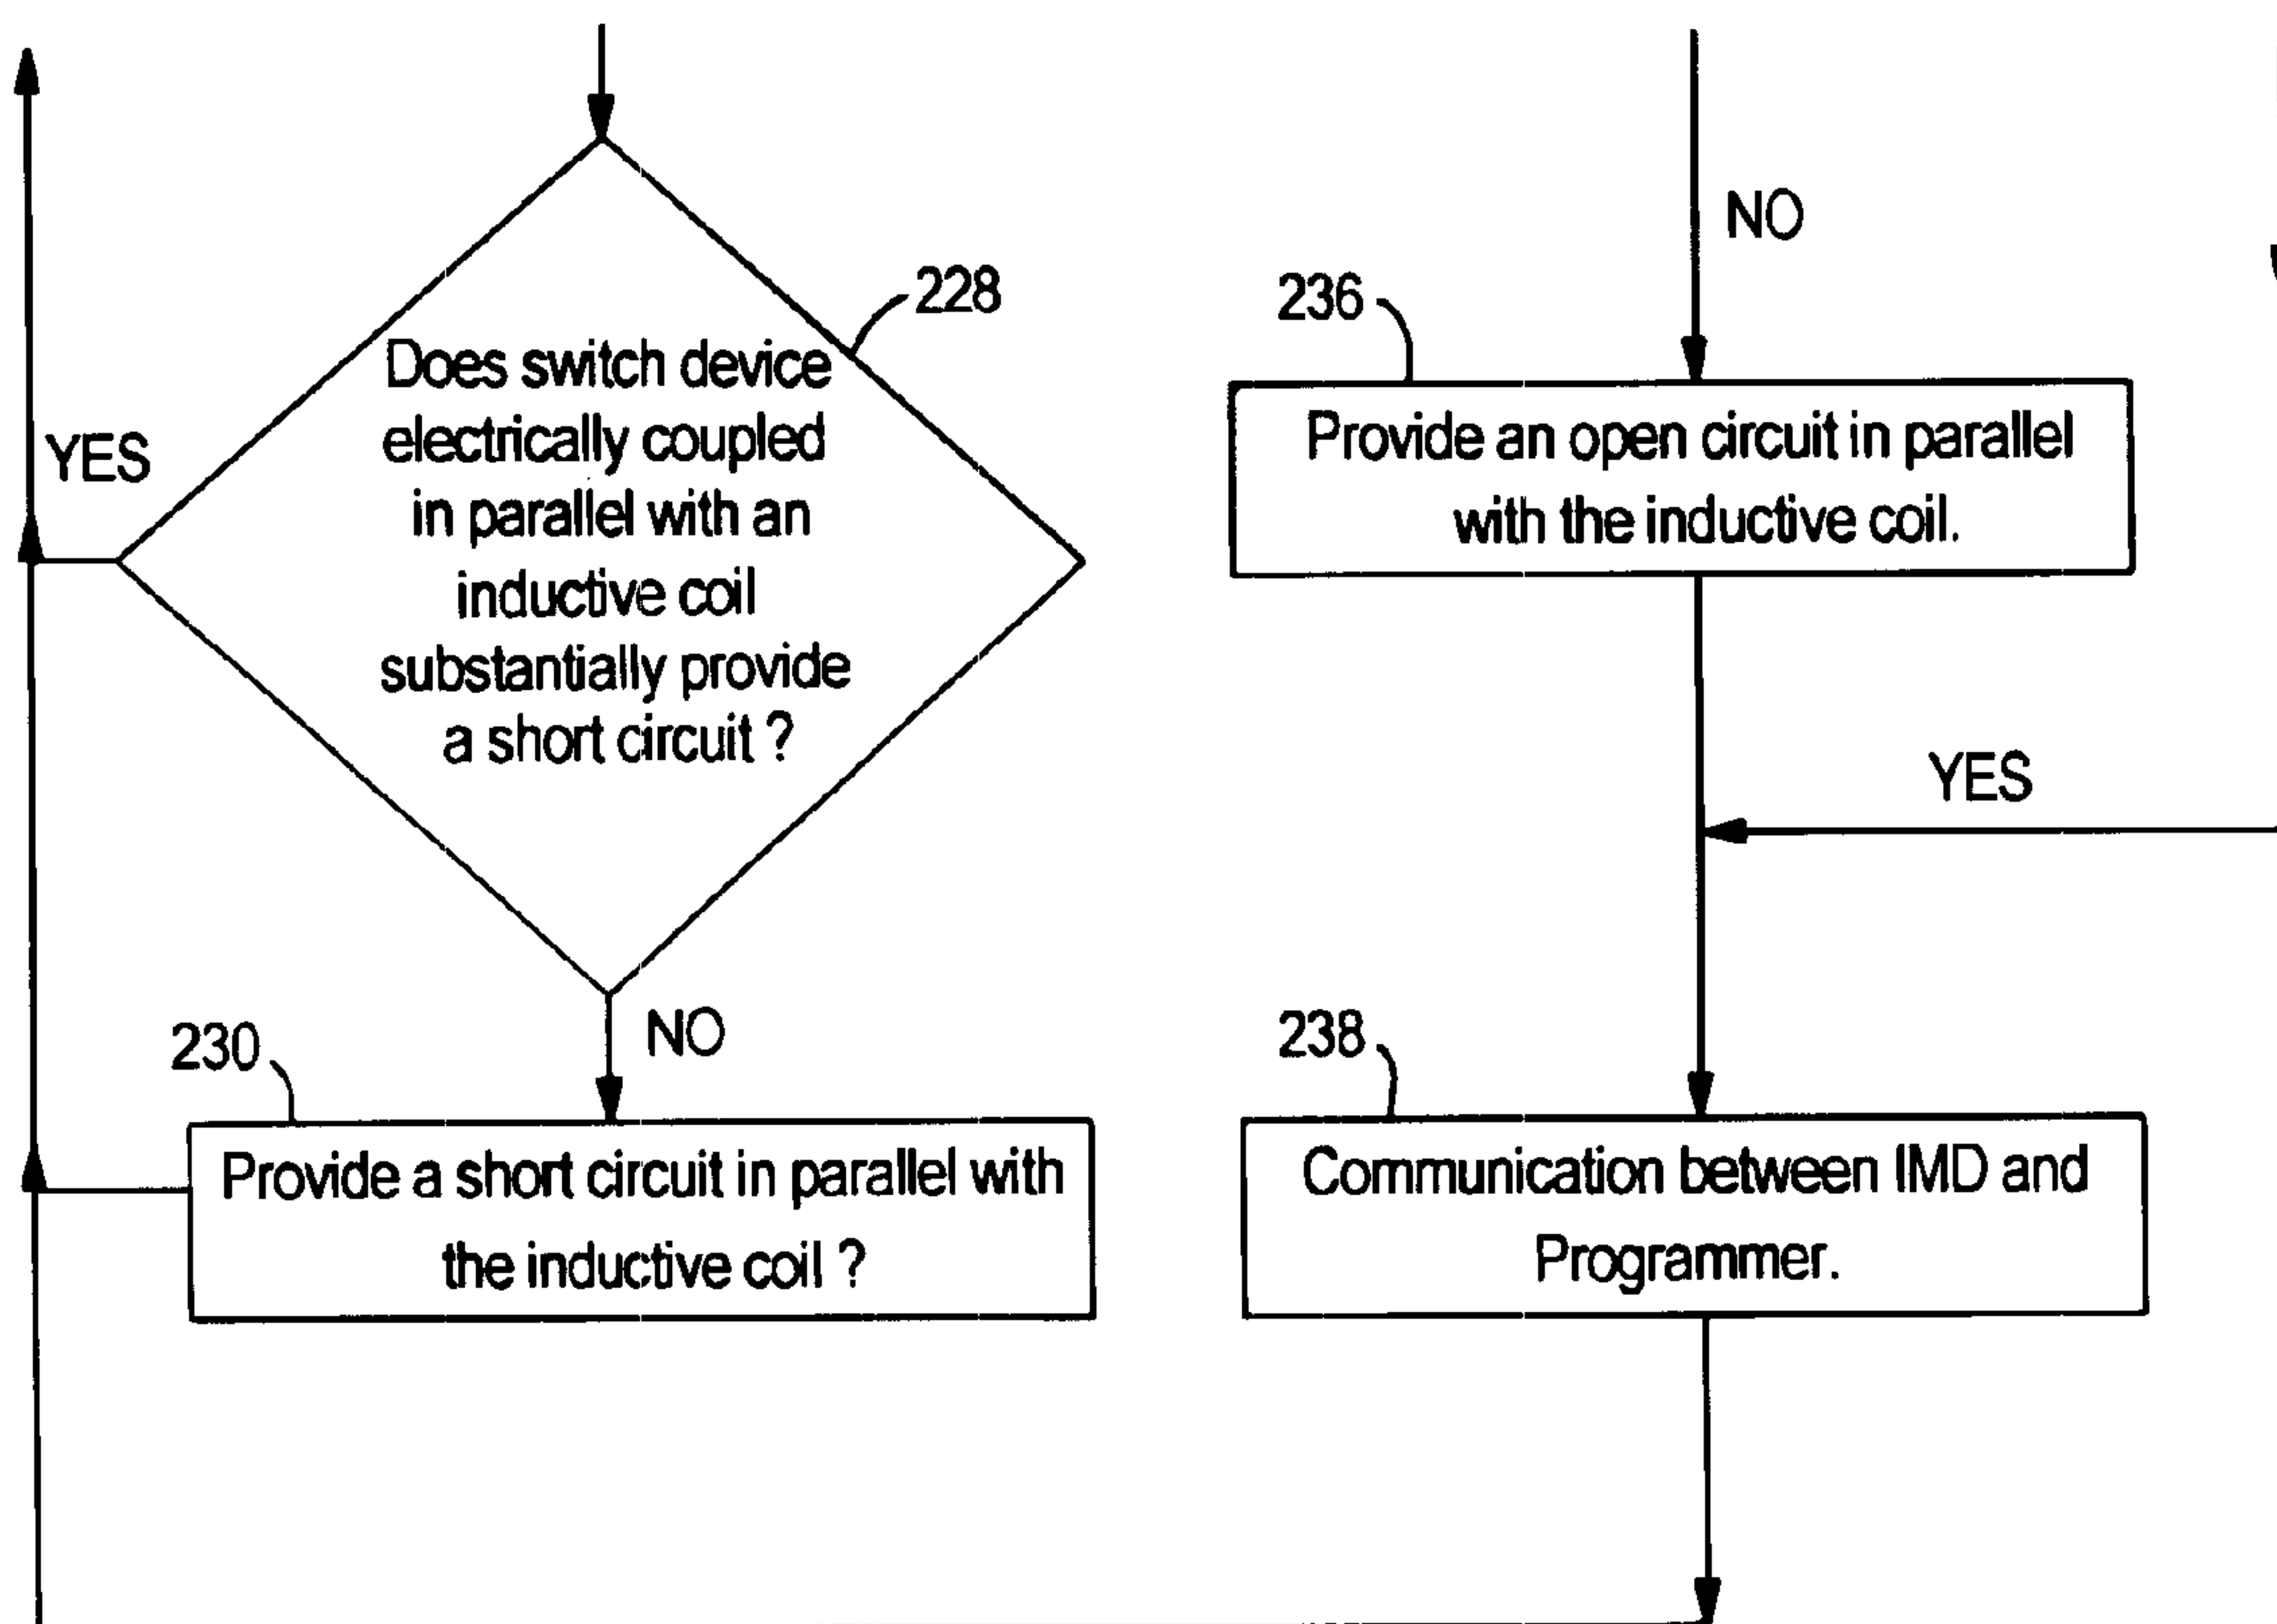 228
Does switch device
electrically coupled
in parallel with an
inductive coil
substantially provide
a short circuit ?
YES
NO
230
Provide a short circuit in parallel with
the inductive coil ?
NO
236
Provide an open circuit in parallel
with the inductive coil.
YES
238
Communication between IMD and
Programmer.